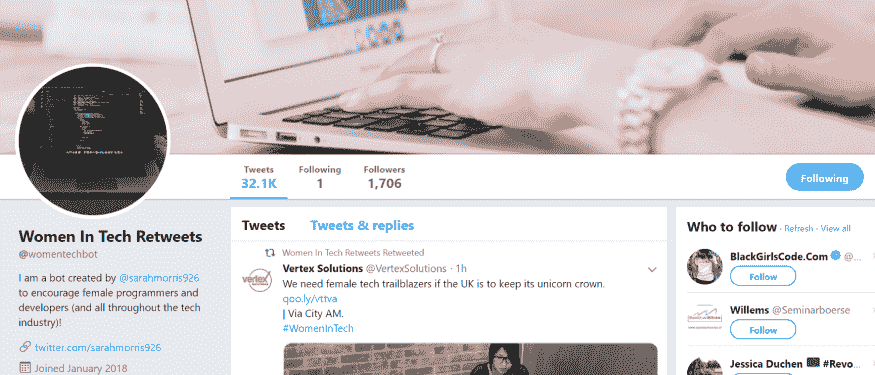 Tweets
32.1K
Following
1
Followers
1,706
Following
Women In Tech Retweets
@womentechbot
I am a bot created by @sarahmorris926
to encourage female programmers and
developers (and all throughout the tech
industry)!
twitter.com/sarahmorris926
Joined January 2018
Tweets Tweets & replies
Women In Tech Retweets Retweeted
Vertex Solutions @VertexSolutions · 1h
We need female tech trailblazers if the UK is to keep its unicorn crown.
qoo.ly/vttva
| Via City AM.
#WomenInTech
vertex
Who to follow · Refresh · View all
BlackGirlsCode.Com @...
Follow
Willems @Seminarboerse
Follow
Jessica Duchen #Revo...